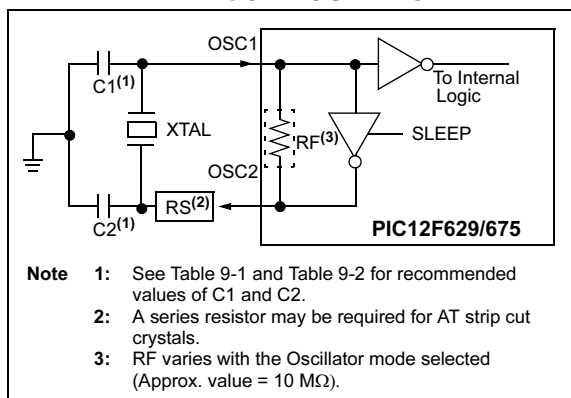 OSC1
C1(1)
To Internal
Logic
XTAL
RF(3)
SLEEP
OSC2
C2(1)
RS(2)
PIC12F629/675
Note 1: See Table 9-1 and Table 9-2 for recommended
values of C1 and C2.
2: A series resistor may be required for AT strip cut
crystals.
3: RF varies with the Oscillator mode selected
(Approx. value = 10 MΩ).